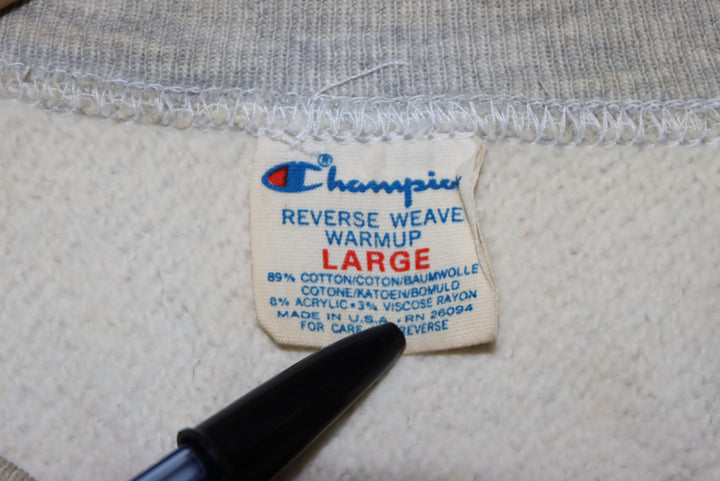 Champion®
REVERSE WEAVE
WARMUP
LARGE
89% COTTON/COTON/BAUMWOLLE
COTONE/KATOEN/BOMULD
8% ACRYLIC • 3% VISCOSE RAYON
MADE IN U.S.A. • RN 26094
FOR CARE REVERSE